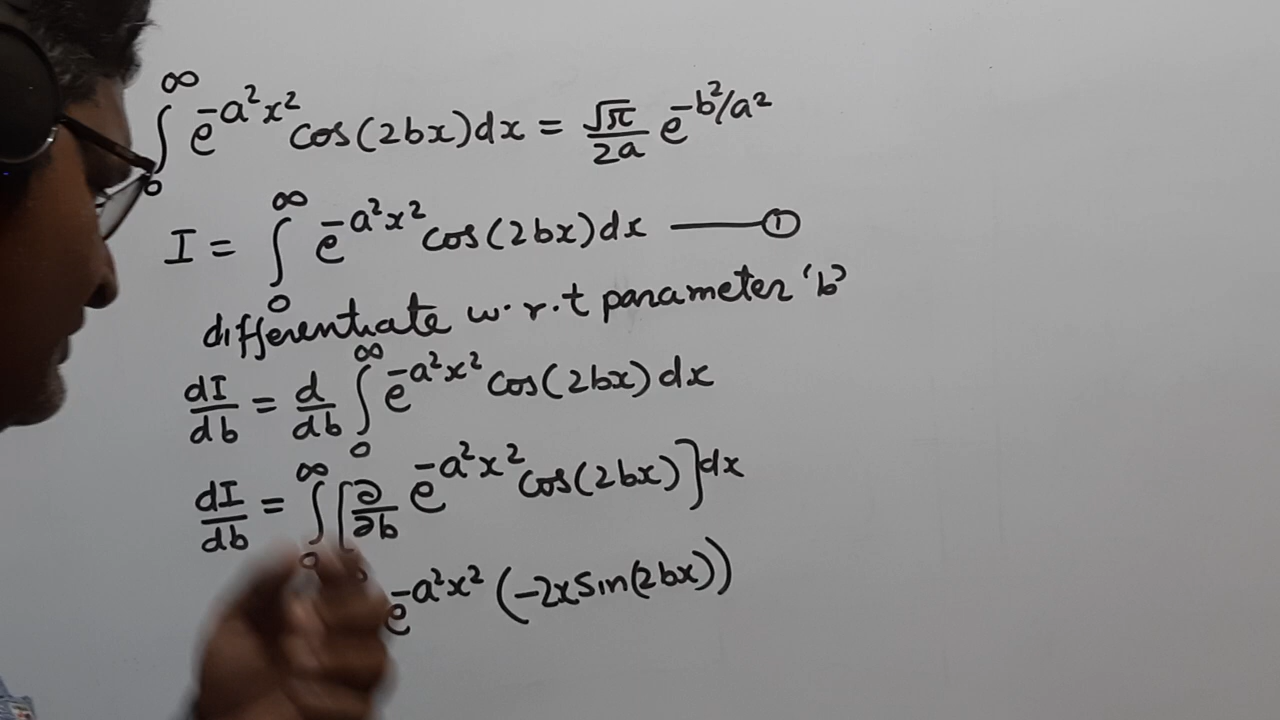 ∫₀^∞ e^{-a²x²} cos(2bx)dx = √π/2a e^{-b²/a²}
I = ∫₀^∞ e^{-a²x²} cos(2bx)dx —— ①
differentiate w.r.t parameter 'b'
dI/db = d/db ∫₀^∞ e^{-a²x²} cos(2bx)dx
dI/db = ∫₀^∞ [∂/∂b e^{-a²x²} cos(2bx)]dx
e^{-a²x²} (-2x Sin(2bx))